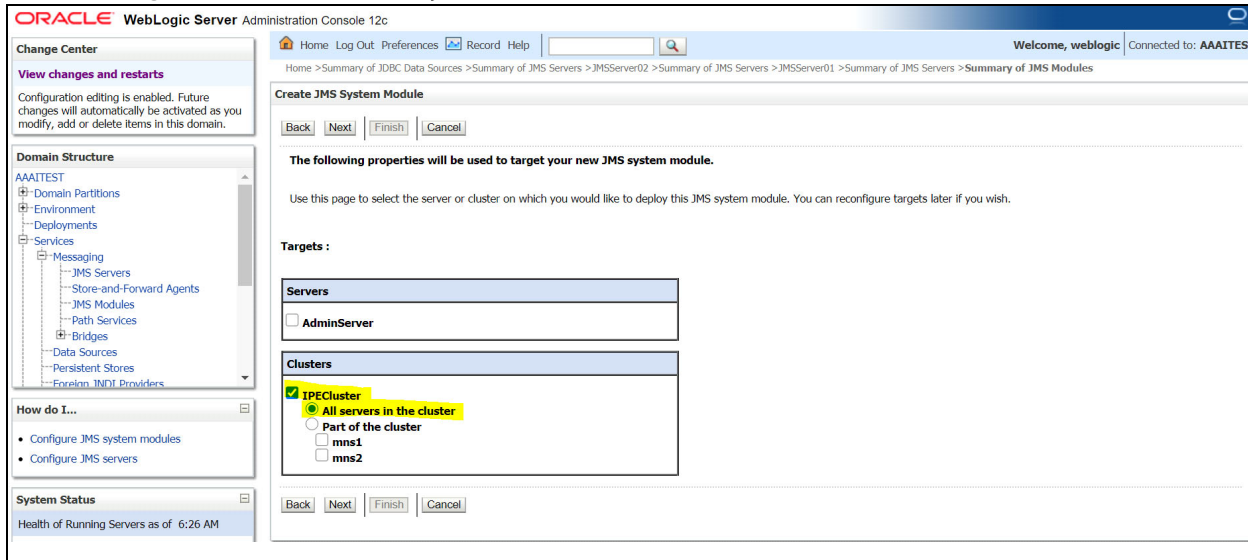 ORACLE WebLogic Server Administration Console 12c
Change Center
View changes and restarts
Configuration editing is enabled. Future
changes will automatically be activated as you
modify, add or delete items in this domain.
Domain Structure
AAAITEST
Domain Partitions
Environment
Deployments
Services
Messaging
JMS Servers
Store-and-Forward Agents
JMS Modules
Path Services
Bridges
Data Sources
Persistent Stores
Foreign JNDI Providers
How do I...
• Configure JMS system modules
• Configure JMS servers
System Status
Health of Running Servers as of 6:26 AM
Home Log Out Preferences Record Help
Welcome, weblogic Connected to: AAAITES
Home >Summary of JDBC Data Sources >Summary of JMS Servers >JMSServer02 >Summary of JMS Servers >JMSServer01 >Summary of JMS Servers >Summary of JMS Modules
Create JMS System Module
Back Next Finish Cancel
The following properties will be used to target your new JMS system module.
Use this page to select the server or cluster on which you would like to deploy this JMS system module. You can reconfigure targets later if you wish.
Targets :
Servers
AdminServer
Clusters
IPECluster
All servers in the cluster
Part of the cluster
mns1
mns2
Back Next Finish Cancel